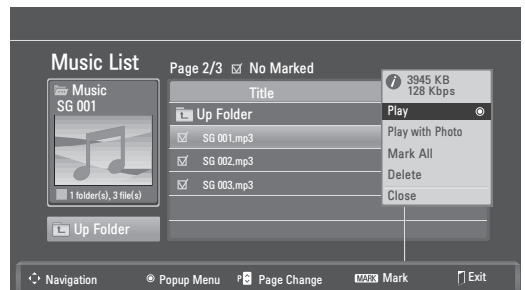 Music List
Page 2/3 No Marked
Music
SG 001
1 folder(s), 3 file(s)
Up Folder
Title
Up Folder
SG 001,mp3
SG 002,mp3
SG 003,mp3
3945 KB
128 Kbps
Play
Play with Photo
Mark All
Delete
Close
Navigation
Popup Menu
P Page Change
MARK Mark
Exit